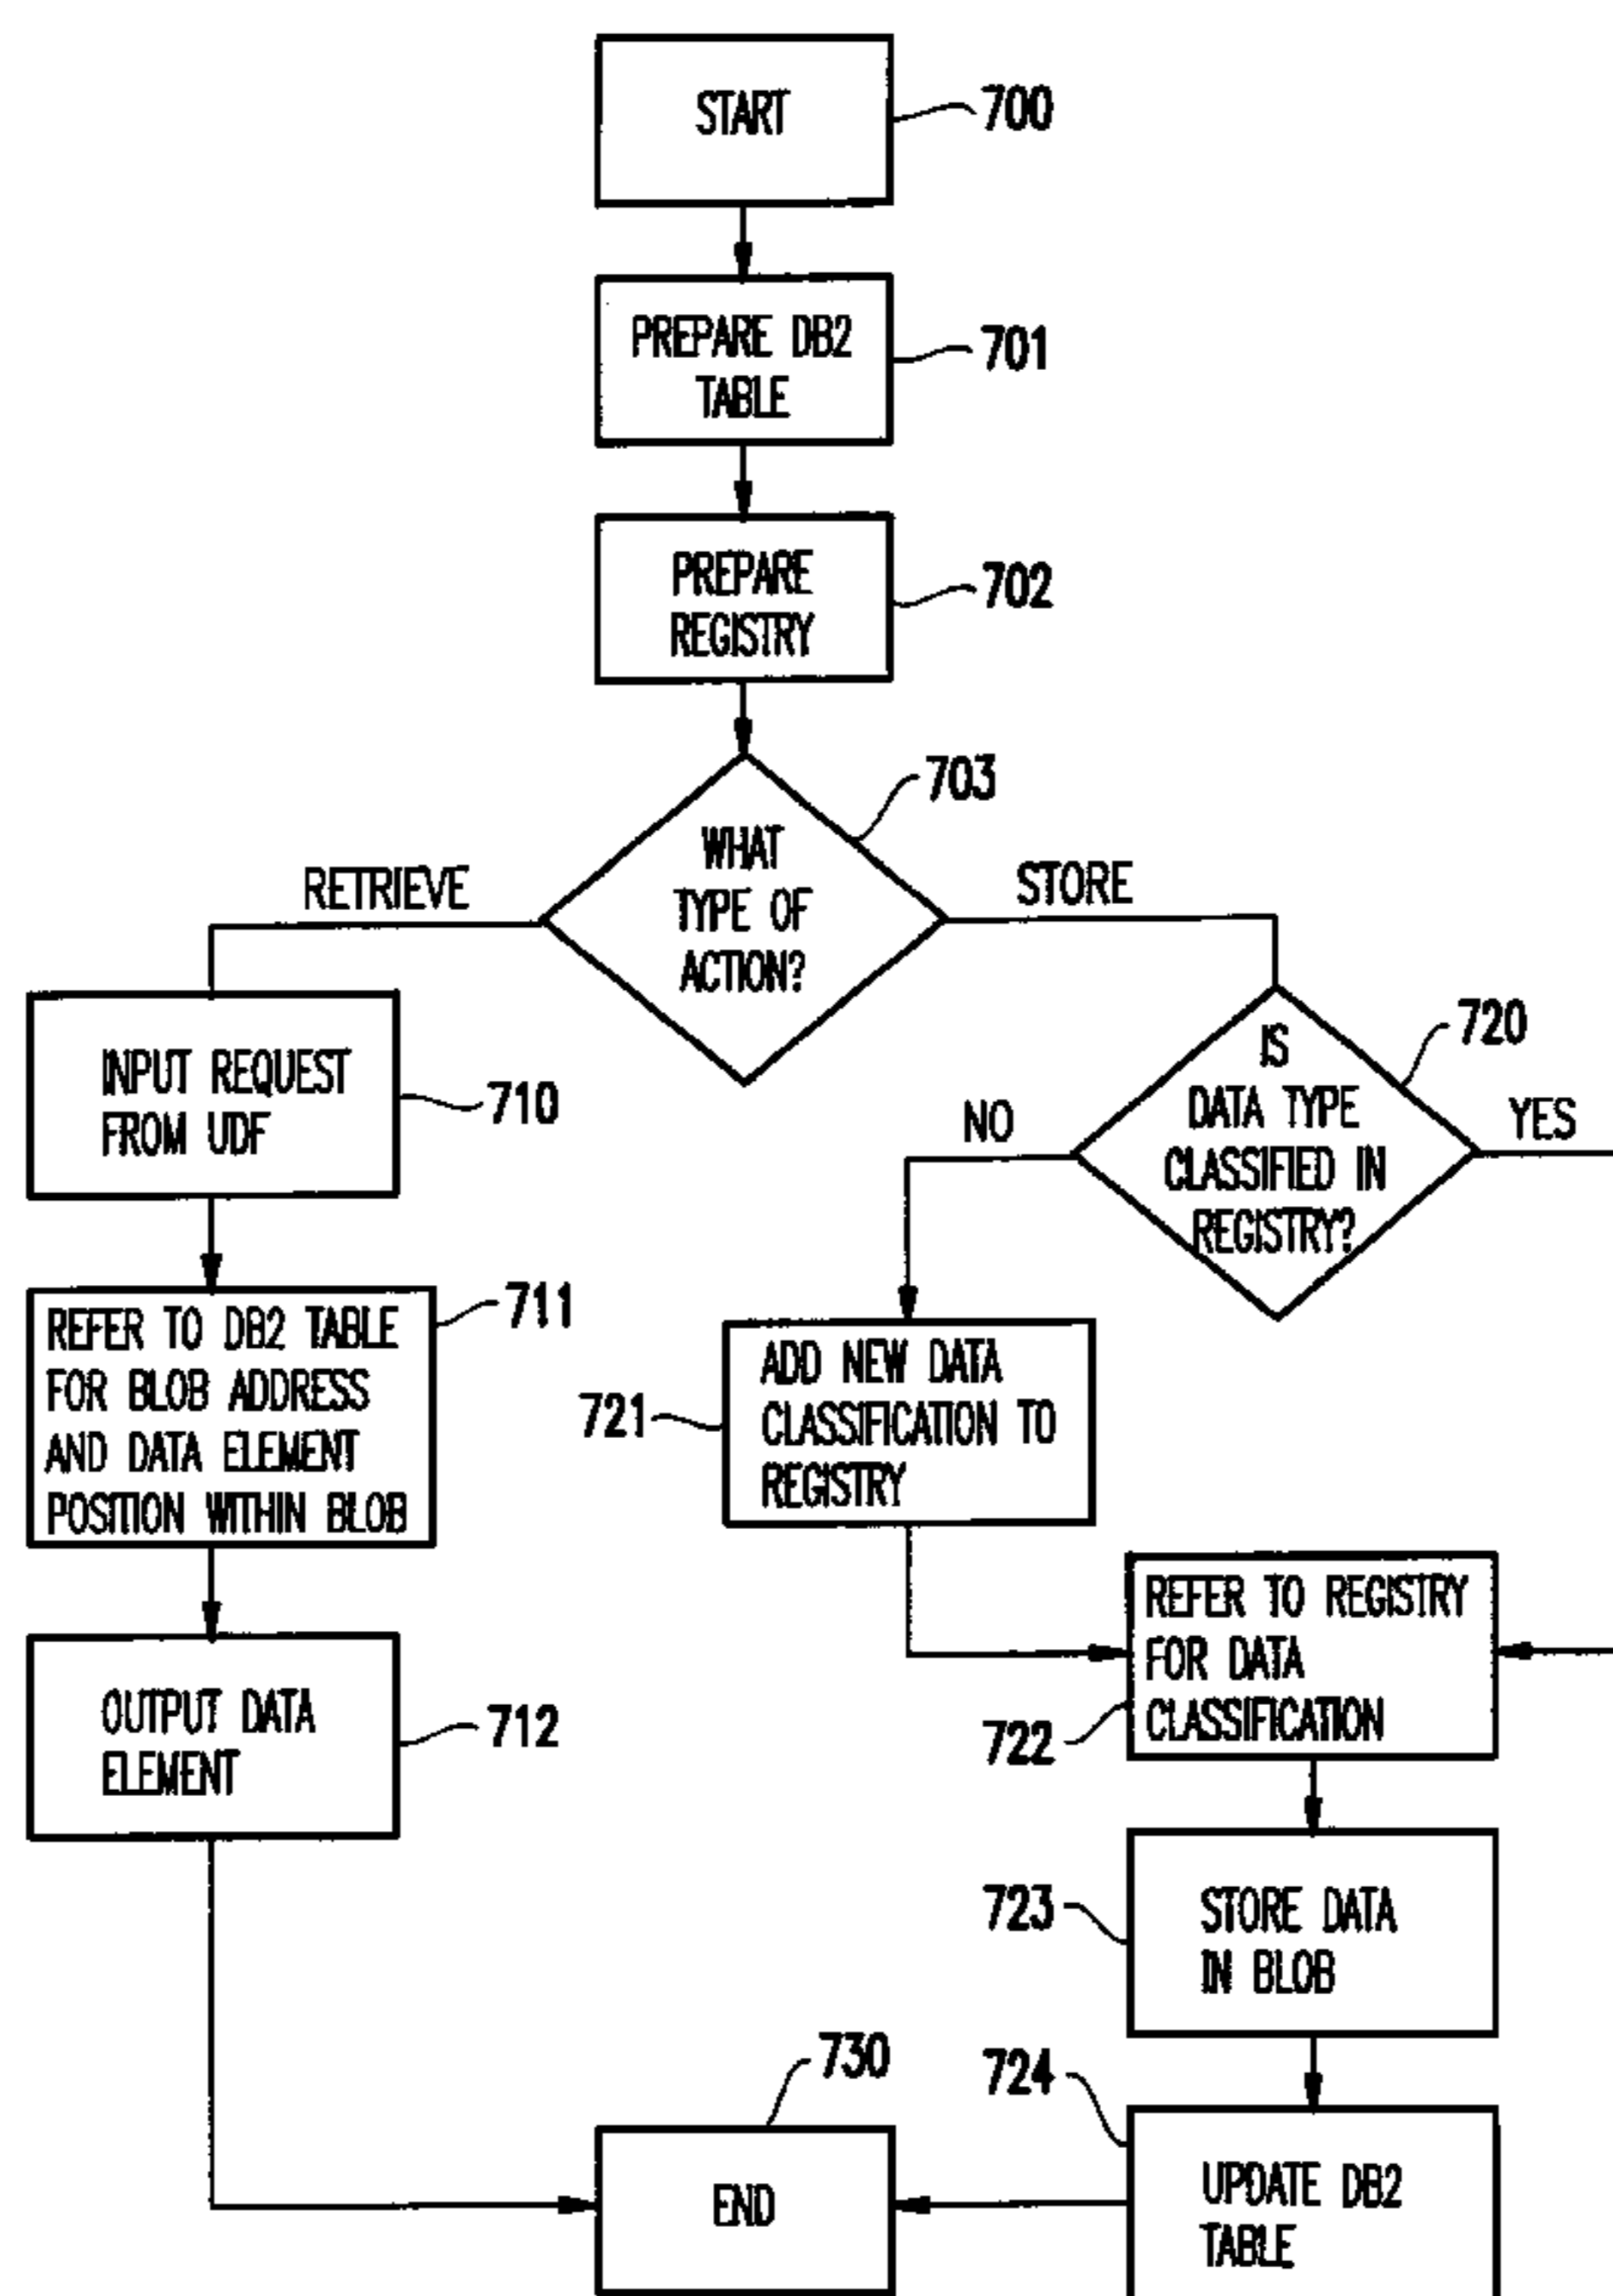 START
700
PREPARE DB2
TABLE
701
PREPARE
REGISTRY
702
703
WHAT
TYPE OF
ACTION?
RETRIEVE
STORE
INPUT REQUEST
FROM UDF
710
720
IS
DATA TYPE
CLASSIFIED IN
REGISTRY?
NO
YES
711
REFER TO DB2 TABLE
FOR BLOB ADDRESS
AND DATA ELEMENT
POSITION WITHIN BLOB
721
ADD NEW DATA
CLASSIFICATION TO
REGISTRY
OUTPUT DATA
ELEMENT
712
REFER TO REGISTRY
FOR DATA
CLASSIFICATION
722
723
STORE DATA
IN BLOB
730
END
724
UPDATE DB2
TABLE